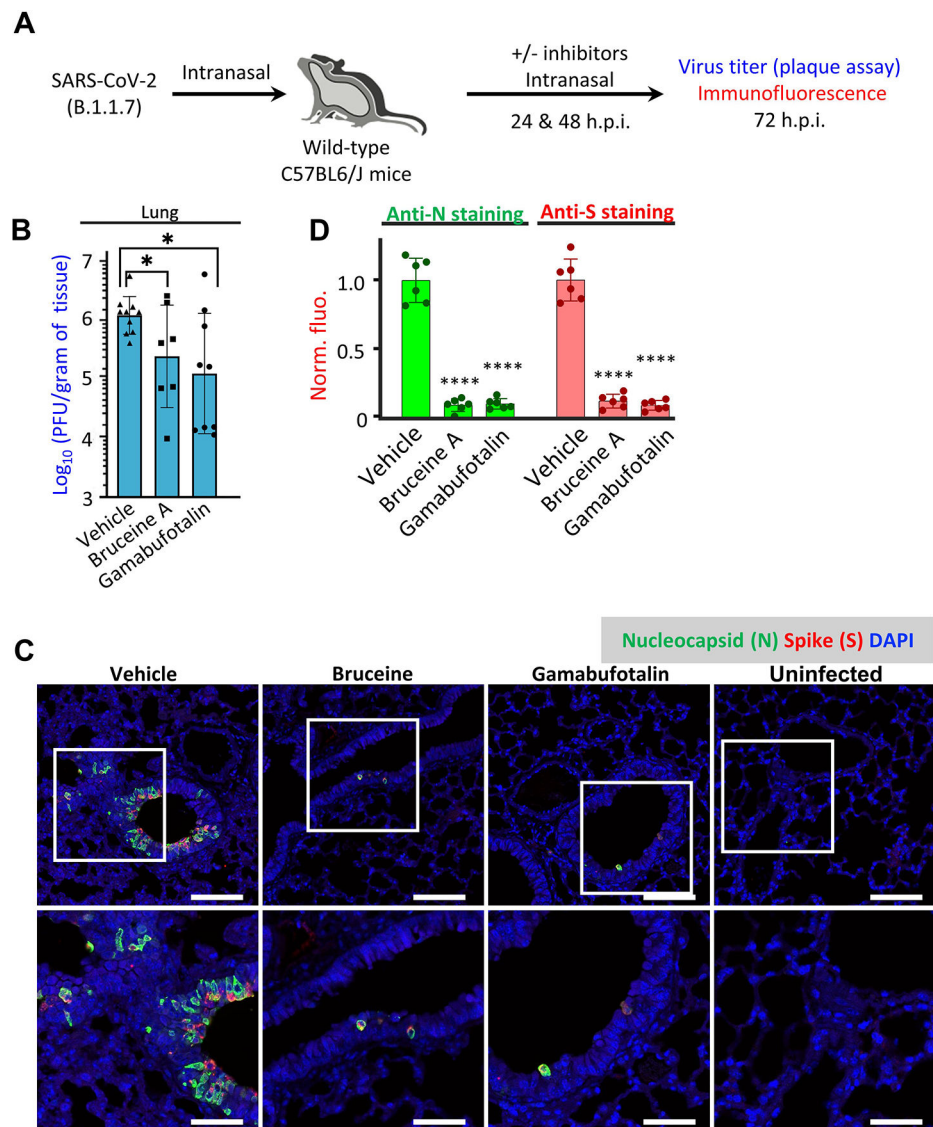 A
SARS-CoV-2
(B.1.1.7)
Intranasal
Wild-type
C57BL6/J mice
+/- inhibitors
Intranasal
24 & 48 h.p.i.
Virus titer (plaque assay)
Immunofluorescence
72 h.p.i.
B
Lung
Log10 (PFU/gram of tissue)
7
6
5
4
3
*
*
Vehicle
Bruceine A
Gamabufotalin
D
Anti-N staining
Anti-S staining
Norm. fluo.
1.0
0.5
0
****
****
****
****
Vehicle
Bruceine A
Gamabufotalin
Vehicle
Bruceine A
Gamabufotalin
Nucleocapsid (N) Spike (S) DAPI
C
Vehicle
Bruceine
Gamabufotalin
Uninfected